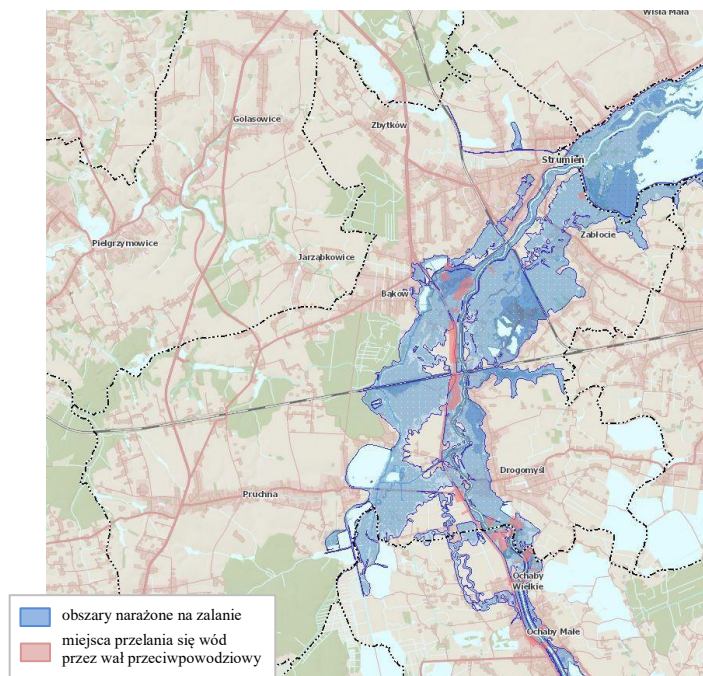 Wisła Mała
Golasowice
Zbytków
Strumień
Zabłocie
Pielgrzymowice
Jarząbkowice
Bąków
Drogomyśl
Pruchna
Ochaby
Wielkie
Ochaby Małe
obszary narażone na zalanie
miejsca przelania się wód
przez wał przeciwpowodziowy